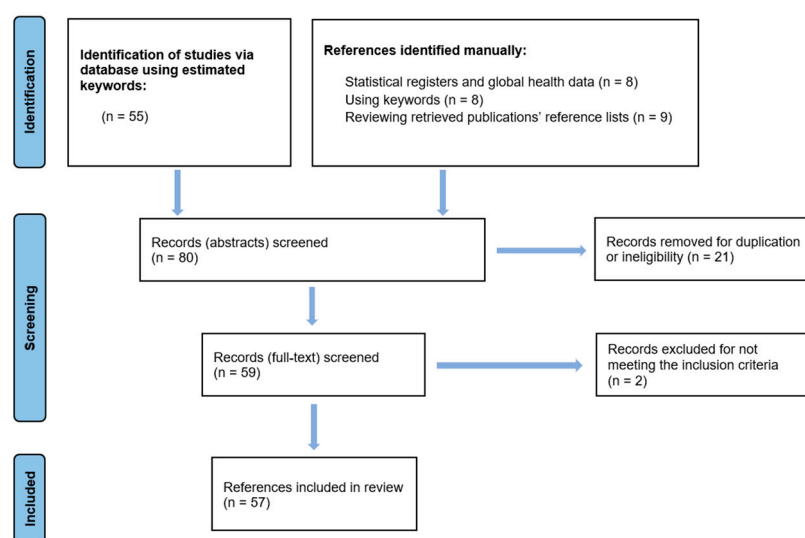 Identification
Identification of studies via
database using estimated
keywords:
(n = 55)
References identified manually:
Statistical registers and global health data (n = 8)
Using keywords (n = 8)
Reviewing retrieved publications’ reference lists (n = 9)
Screening
Records (abstracts) screened
(n = 80)
Records removed for duplication
or ineligibility (n = 21)
Records (full-text) screened
(n = 59)
Records excluded for not
meeting the inclusion criteria
(n = 2)
Included
References included in review
(n = 57)